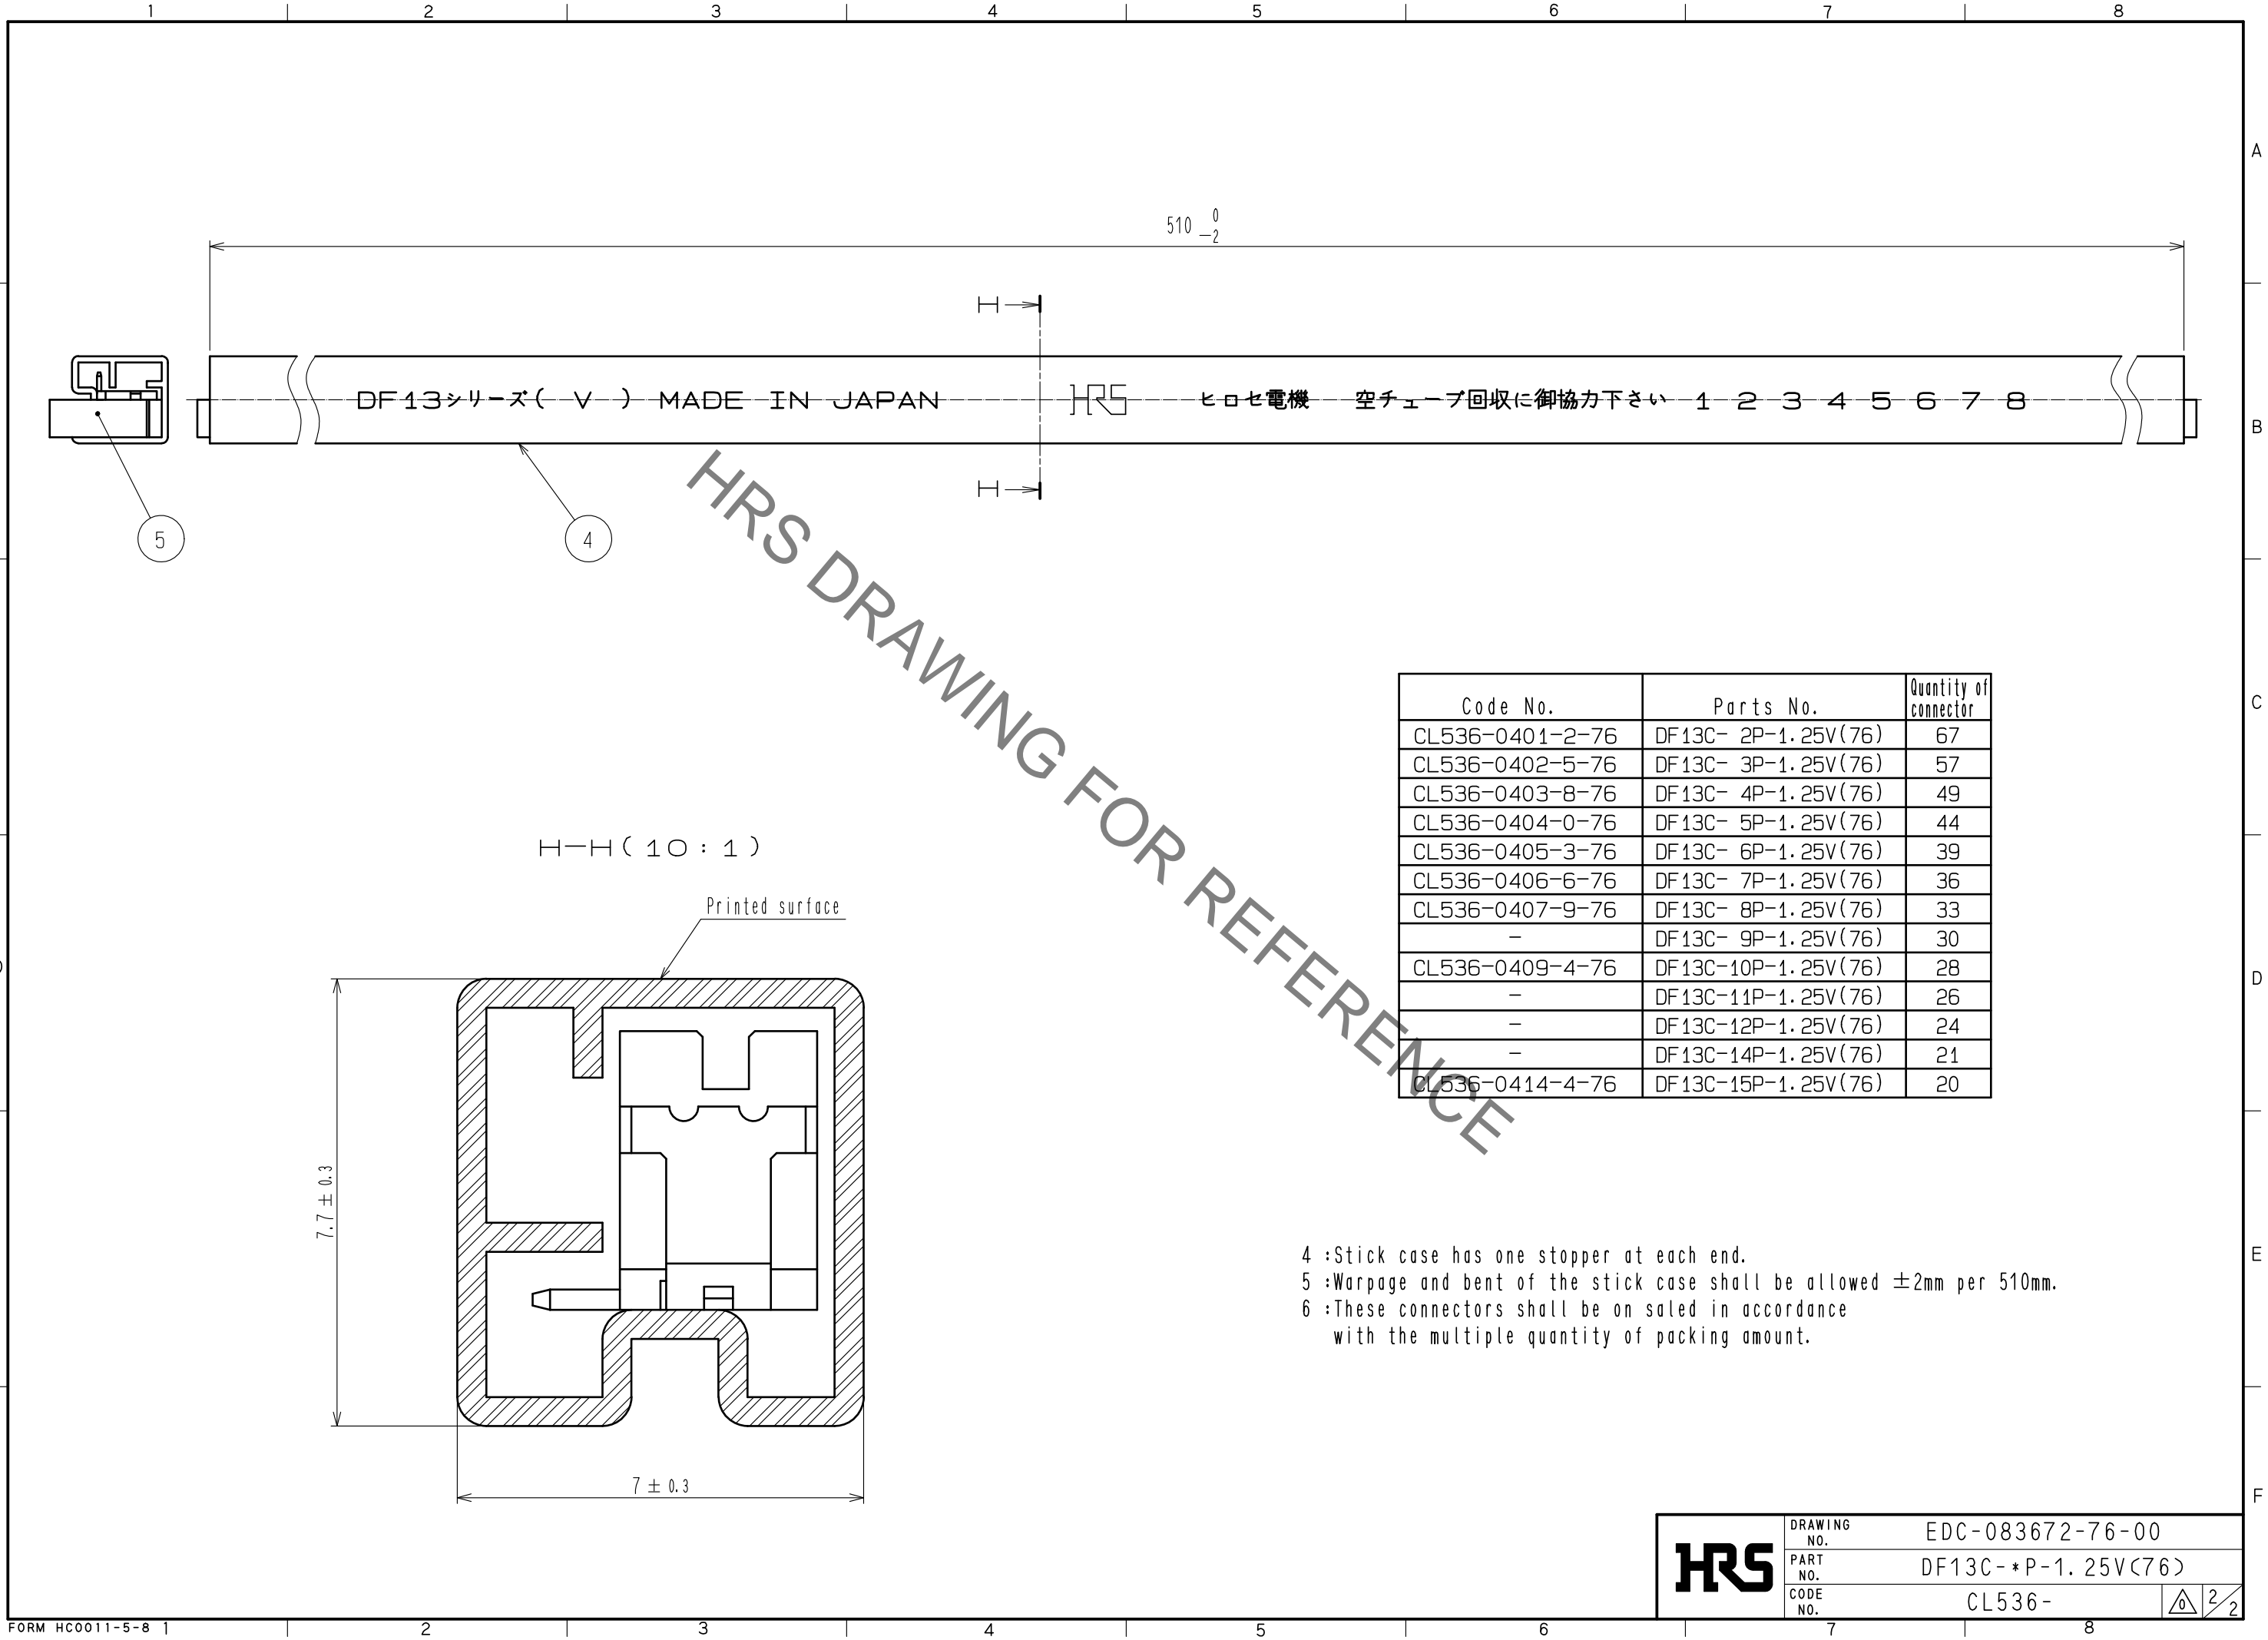 1 2 3 4 5 6 7 8
A
510 0 -2
H
DF13シリーズ( V ) MADE IN JAPAN HRS ヒロセ電機 空チューブ回収に御協力下さい 1 2 3 4 5 6 7 8
B
H
5 4
HRS DRAWING FOR REFERENCE
Code No. Parts No. Quantity of connector
C
CL536-0401-2-76 DF13C- 2P-1.25V(76) 67
CL536-0402-5-76 DF13C- 3P-1.25V(76) 57
CL536-0403-8-76 DF13C- 4P-1.25V(76) 49
CL536-0404-0-76 DF13C- 5P-1.25V(76) 44
CL536-0405-3-76 DF13C- 6P-1.25V(76) 39
CL536-0406-6-76 DF13C- 7P-1.25V(76) 36
CL536-0407-9-76 DF13C- 8P-1.25V(76) 33
- DF13C- 9P-1.25V(76) 30
CL536-0409-4-76 DF13C-10P-1.25V(76) 28
- DF13C-11P-1.25V(76) 26
- DF13C-12P-1.25V(76) 24
- DF13C-14P-1.25V(76) 21
CL536-0414-4-76 DF13C-15P-1.25V(76) 20
D
H-H(10:1)
Printed surface
7.7±0.3
7±0.3
4 :Stick case has one stopper at each end.
5 :Warpage and bent of the stick case shall be allowed ±2mm per 510mm.
6 :These connectors shall be on saled in accordance
with the multiple quantity of packing amount.
E
F
HRS
DRAWING NO. EDC-083672-76-00
PART NO. DF13C-*P-1.25V(76)
CODE NO. CL536- 0 2/2
FORM HC0011-5-8 1 2 3 4 5 6 7 8